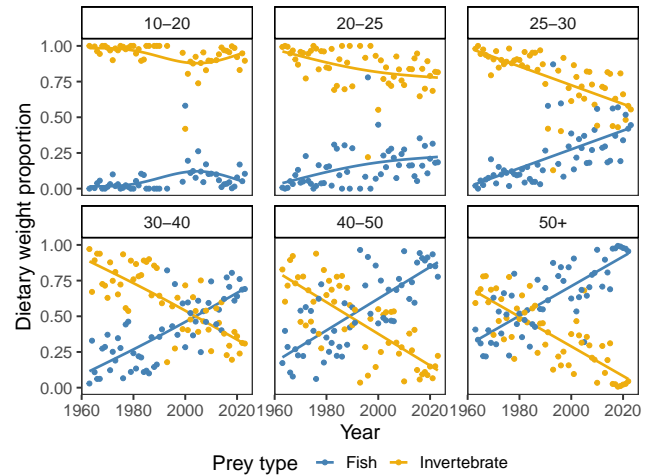 10–20 20–25 25–30
1.00
0.75
0.50
0.25
0.00
Dietary weight proportion
30–40 40–50 50+
1.00
0.75
0.50
0.25
0.00
1960 1980 2000 2020 1960 1980 2000 2020 1960 1980 2000 2020
Year
Prey type Fish Invertebrate